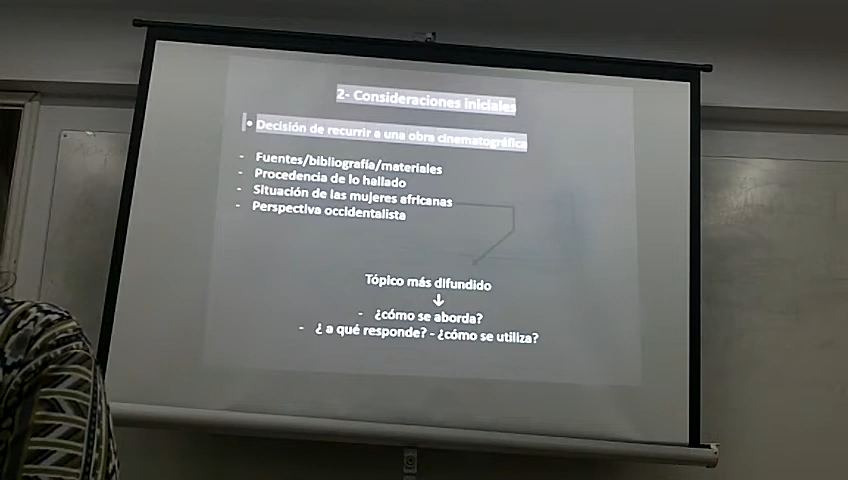 2- Consideraciones iniciales
• Decisión de recurrir a una obra cinematográfica
- Fuentes/bibliografía/materiales
- Procedencia de lo hallado
- Situación de las mujeres africanas
- Perspectiva occidentalista
Tópico más difundido
↓
- ¿cómo se aborda?
- ¿ a qué responde? - ¿cómo se utiliza?